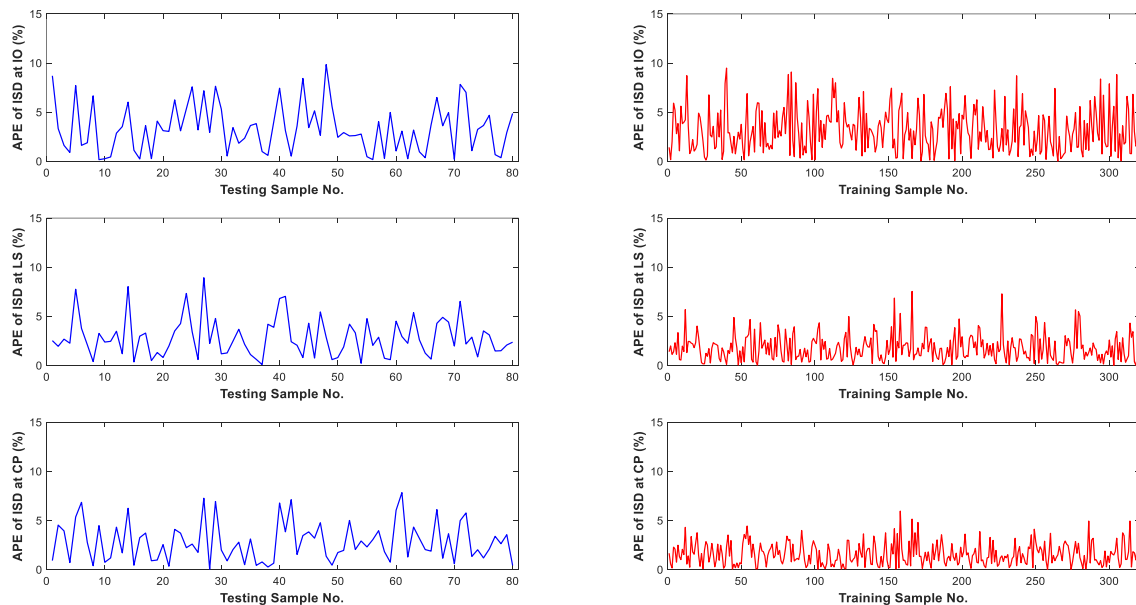 APE of ISD at IO (%)
15
10
5
0
0 10 20 30 40 50 60 70 80
Testing Sample No.
APE of ISD at IO (%)
15
10
5
0
0 50 100 150 200 250 300
Training Sample No.
APE of ISD at LS (%)
15
10
5
0
0 10 20 30 40 50 60 70 80
Testing Sample No.
APE of ISD at LS (%)
15
10
5
0
0 50 100 150 200 250 300
Training Sample No.
APE of ISD at CP (%)
15
10
5
0
0 10 20 30 40 50 60 70 80
Testing Sample No.
APE of ISD at CP (%)
15
10
5
0
0 50 100 150 200 250 300
Training Sample No.